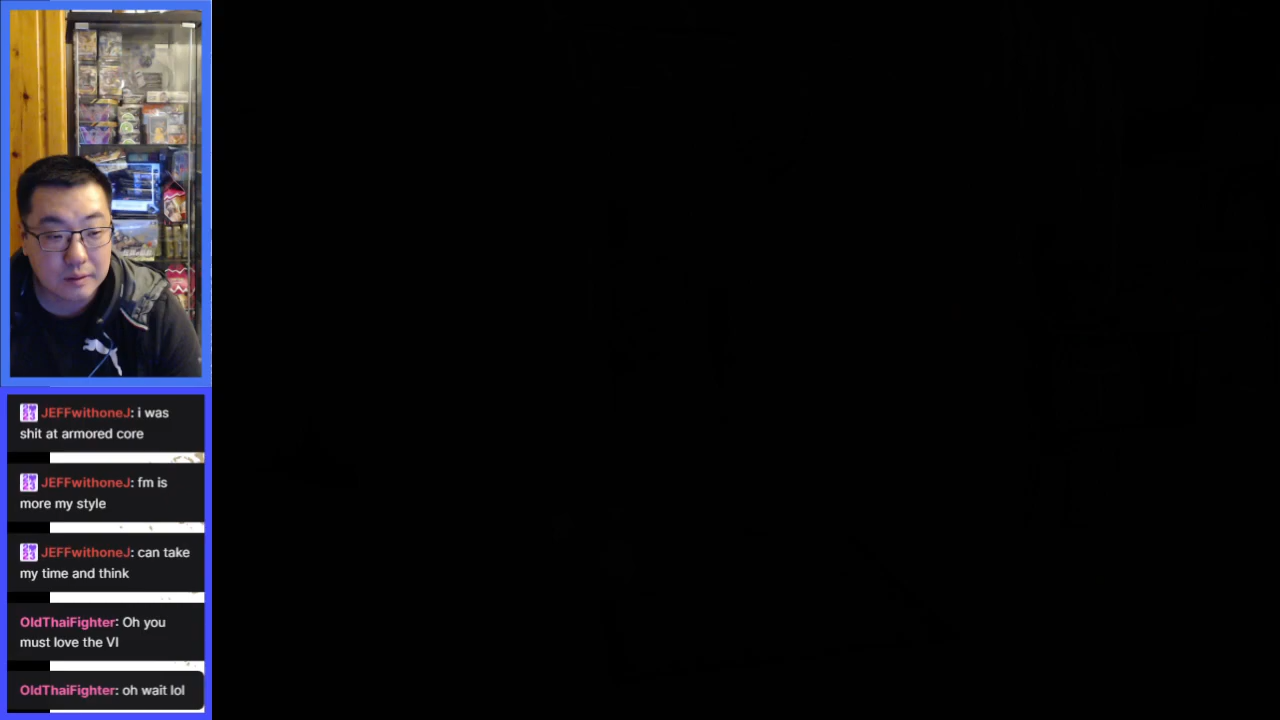 JEFFwithoneJ: i was
shit at armored core
JEFFwithoneJ: fm is
more my style
JEFFwithoneJ: can take
my time and think
OldThaiFighter: Oh you
must love the VI
OldThaiFighter: oh wait lol